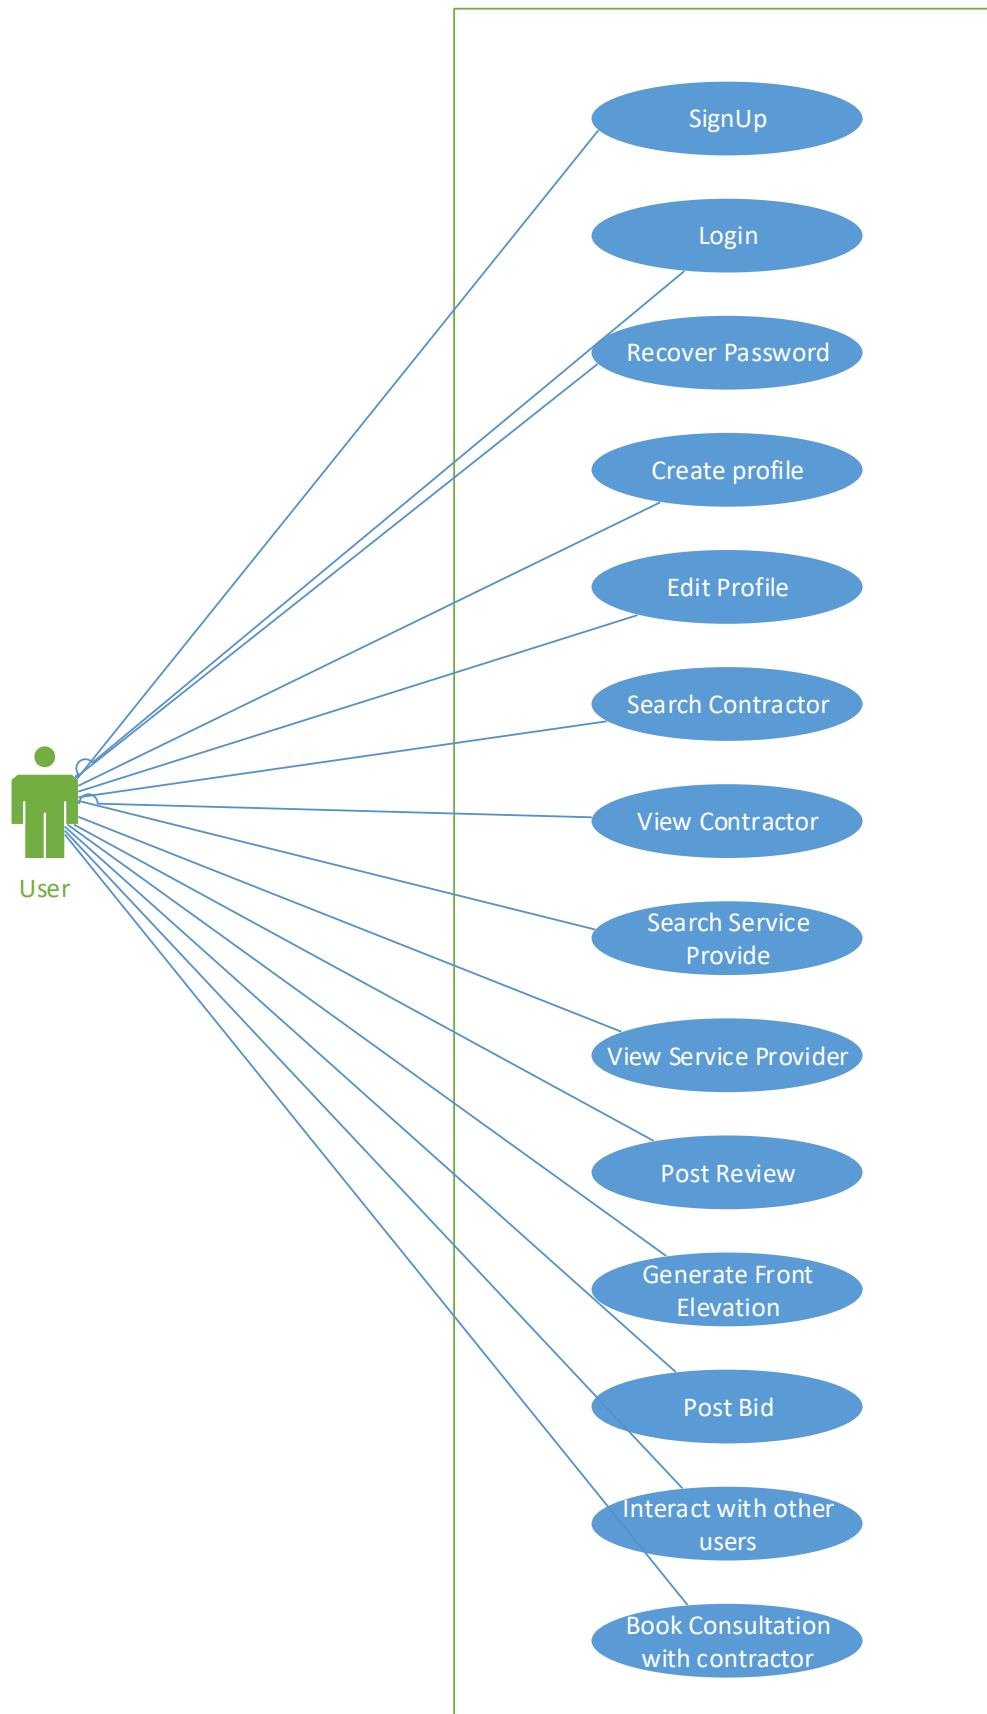 SignUp
Login
Recover Password
Create profile
Edit Profile
Search Contractor
View Contractor
User
Search Service
Provide
View Service Provider
Post Review
Generate Front
Elevation
Post Bid
Interact with other
users
Book Consultation
with contractor